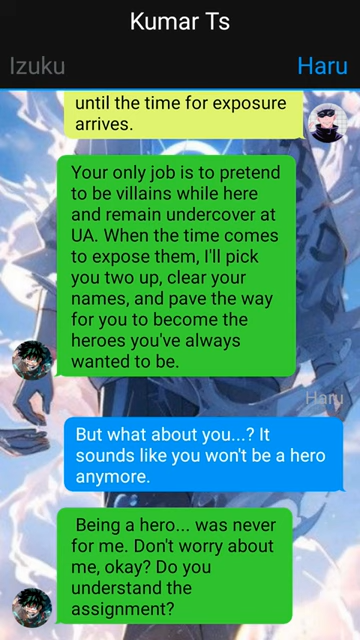 Kumar Ts
Izuku
Haru
until the time for exposure
arrives.
Your only job is to pretend
to be villains while here
and remain undercover at
UA. When the time comes
to expose them, I'll pick
you two up, clear your
names, and pave the way
for you to become the
heroes you've always
wanted to be.
Haru
But what about you...? It
sounds like you won't be a hero
anymore.
Being a hero... was never
for me. Don't worry about
me, okay? Do you
understand the
assignment?